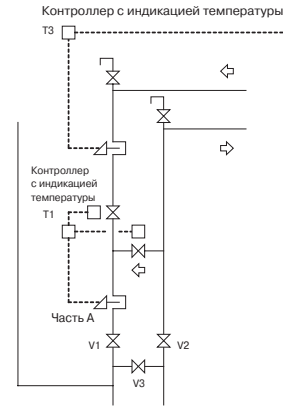 Контроллер с индикацией температуры
T3
Контроллер
с индикацией
температуры
T1
Часть А
V1
V2
V3